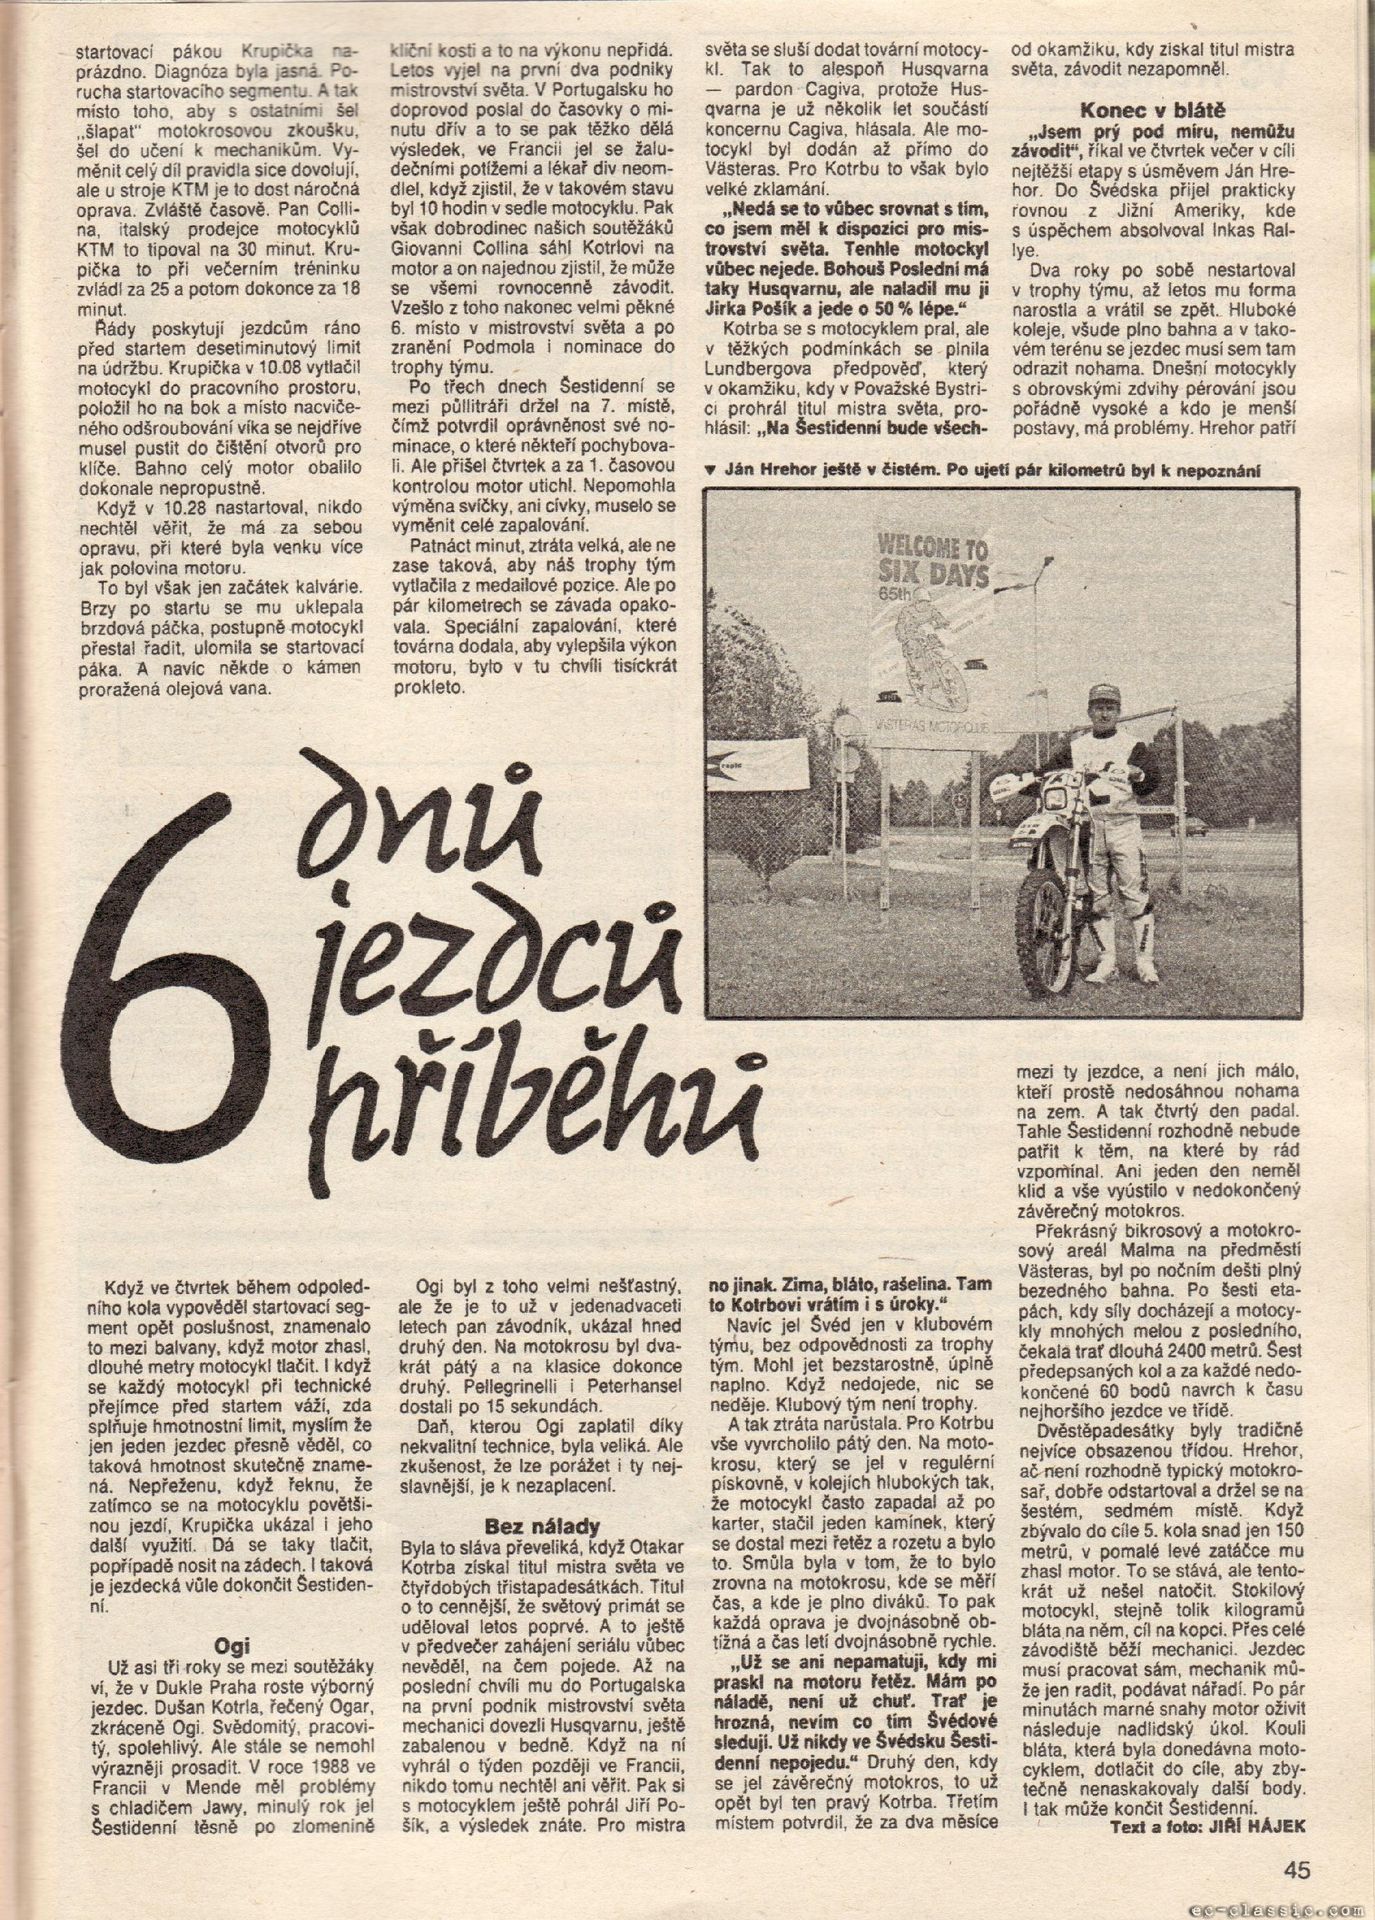 startovací pákou Krupička na-
prázdno. Diagnóza byla jasná. Po-
rucha startovacího segmentu. A tak
místo toho, aby s ostatními šel
„šlapat“ motokrosovou zkoušku,
šel do učení k mechanikům. Vy-
měnit celý díl pravidla sice dovolují,
ale u stroje KTM je to dost náročná
oprava. Zvláště časově. Pan Colli-
na, italský prodejce motocyklů
KTM to tipoval na 30 minut. Kru-
pička to při večerním tréninku
zvládl za 25 a potom dokonce za 18
minut.
Řády poskytují jezdcům ráno
před startem desetiminutový limit
na údržbu. Krupička v 10.08 vytlačil
motocykl do pracovního prostoru,
položil ho na bok a místo nacviče-
ného odšroubování víka se nejdříve
musel pustit do čištění otvorů pro
klíče. Bahno celý motor obalilo
dokonale nepropustně.
Když v 10.28 nastartoval, nikdo
nechtěl věřit, že má za sebou
opravu, při které byla venku více
jak polovina motoru.
To byl však jen začátek kalvárie.
Brzy po startu se mu uklepala
brzdová páčka, postupně motocykl
přestal řadit, ulomila se startovací
páka. A navíc někde o kámen
proražená olejová vana.
kliční kosti a to na výkonu nepřidá.
Letos vyjel na první dva podniky
mistrovství světa. V Portugalsku ho
doprovod poslal do časovky o mi-
nutu dřív a to se pak těžko dělá
výsledek, ve Francii jel se žalu-
dečními potížemi a lékař div neom-
dlel, když zjistil, že v takovém stavu
byl 10 hodin v sedle motocyklu. Pak
však dobrodinec našich soutěžáků
Giovanni Collina sáhl Kotrlovi na
motor a on najednou zjistil, že může
se všemi rovnocenně závodit.
Vzešlo z toho nakonec velmi pěkné
6. místo v mistrovství světa a po
zranění Podmola i nominace do
trophy týmu.
Po třech dnech Šestidenní se
mezi půllitráři držel na 7. místě,
čímž potvrdil oprávněnost své no-
minace, o které někteří pochybova-
li. Ale přišel čtvrtek a za 1. časovou
kontrolou motor utichl. Nepomohla
výměna svíčky, ani cívky, muselo se
vyměnit celé zapalování.
Patnáct minut, ztráta velká, ale ne
zase taková, aby náš trophy tým
vytlačila z medailové pozice. Ale po
pár kilometrech se závada opako-
vala. Speciální zapalování, které
továrna dodala, aby vylepšila výkon
motoru, bylo v tu chvíli tisíckrát
prokleto.
světa se sluší dodat tovární motocy-
kl. Tak to alespoň Husqvarna
— pardon Cagiva, protože Hus-
qvarna je už několik let součástí
koncernu Cagiva, hlásala. Ale mo-
tocykl byl dodán až přímo do
Västeras. Pro Kotrbu to však bylo
velké zklamání.
„Nedá se to vůbec srovnat s tím,
co jsem měl k dispozici pro mis-
trovství světa. Tenhle motockyl
vůbec nejede. Bohouš Poslední má
taky Husqvarnu, ale naladil mu ji
Jirka Pošík a jede o 50 % lépe.“
Kotrba se s motocyklem pral, ale
v těžkých podmínkách se plnila
Lundbergova předpověď, který
v okamžiku, kdy v Považské Bystri-
ci prohrál titul mistra světa, pro-
hlásil: „Na Šestidenní bude všech-
od okamžiku, kdy získal titul mistra
světa, závodit nezapomněl.
Konec v blátě
„Jsem prý pod míru, nemůžu
závodit“, říkal ve čtvrtek večer v cíli
nejtěžší etapy s úsměvem Ján Hre-
hor. Do Švédska přijel prakticky
rovnou z Jižní Ameriky, kde
s úspěchem absolvoval Inkas Ral-
lye.
Dva roky po sobě nestartoval
v trophy týmu, až letos mu forma
narostla a vrátil se zpět. Hluboké
koleje, všude plno bahna a v tako-
vém terénu se jezdec musí sem tam
odrazit nohama. Dnešní motocykly
s obrovskými zdvihy pérování jsou
pořádně vysoké a kdo je menší
postavy, má problémy. Hrehor patří
▼ Ján Hrehor ještě v čistém. Po ujetí pár kilometrů byl k nepoznání
WELCOME TO
SIX DAYS
65th
VÄSTERAS MOTORCLUB
6 dnů
jezdců
příběhů
Když ve čtvrtek během odpoled-
ního kola vypověděl startovací seg-
ment opět poslušnost, znamenalo
to mezi balvany, když motor zhasl,
dlouhé metry motocykl tlačit. I když
se každý motocykl při technické
přejímce před startem váží, zda
splňuje hmotnostní limit, myslím že
jen jeden jezdec přesně věděl, co
taková hmotnost skutečně zname-
ná. Nepřeženu, když řeknu, že
zatímco se na motocyklu povětši-
nou jezdí, Krupička ukázal i jeho
další využití. Dá se taky tlačit,
popřípadě nosit na zádech. I taková
je jezdecká vůle dokončit Šestiden-
ní.
Ogi
Už asi tři roky se mezi soutěžáky
ví, že v Dukle Praha roste výborný
jezdec. Dušan Kotrla, řečený Ogar,
zkráceně Ogi. Svědomitý, pracovi-
tý, spolehlivý. Ale stále se nemohl
výrazněji prosadit. V roce 1988 ve
Francii v Mende měl problémy
s chladičem Jawy, minulý rok jel
Šestidenní těsně po zlomenině
Ogi byl z toho velmi nešťastný,
ale že je to už v jedenadvaceti
letech pan závodník, ukázal hned
druhý den. Na motokrosu byl dva-
krát pátý a na klasice dokonce
druhý. Pellegrinelli i Peterhansel
dostali po 15 sekundách.
Daň, kterou Ogi zaplatil díky
nekvalitní technice, byla veliká. Ale
zkušenost, že lze porážet i ty nej-
slavnější, je k nezaplacení.
Bez nálady
Byla to sláva převeliká, když Otakar
Kotrba získal titul mistra světa ve
čtyřdobých třistapadesátkách. Titul
o to cennější, že světový primát se
uděloval letos poprvé. A to ještě
v předvečer zahájení seriálu vůbec
nevěděl, na čem pojede. Až na
poslední chvíli mu do Portugalska
na první podnik mistrovství světa
mechanici dovezli Husqvarnu, ještě
zabalenou v bedně. Když na ní
vyhrál o týden později ve Francii,
nikdo tomu nechtěl ani věřit. Pak si
s motocyklem ještě pohrál Jiří Po-
šík, a výsledek znáte. Pro mistra
no jinak. Zima, bláto, rašelina. Tam
to Kotrbovi vrátím i s úroky.“
Navíc jel Švéd jen v klubovém
týmu, bez odpovědnosti za trophy
tým. Mohl jet bezstarostně, úplně
naplno. Když nedojede, nic se
neděje. Klubový tým není trophy.
A tak ztráta narůstala. Pro Kotrbu
vše vyvrcholilo pátý den. Na moto-
krosu, který se jel v regulérní
pískovně, v kolejích hlubokých tak,
že motocykl často zapadal až po
karter, stačil jeden kamínek, který
se dostal mezi řetěz a rozetu a bylo
to. Smůla byla v tom, že to bylo
zrovna na motokrosu, kde se měří
čas, a kde je plno diváků. To pak
každá oprava je dvojnásobně ob-
tížná a čas letí dvojnásobně rychle.
„Už se ani nepamatuji, kdy mi
praskl na motoru řetěz. Mám po
náladě, není už chuť. Trať je
hrozná, nevím co tím Švédové
sledují. Už nikdy ve Švédsku Šesti-
denní nepojedu.“ Druhý den, kdy
se jel závěrečný motokros, to už
opět byl ten pravý Kotrba. Třetím
místem potvrdil, že za dva měsíce
mezi ty jezdce, a není jich málo,
kteří prostě nedosáhnou nohama
na zem. A tak čtvrtý den padal.
Tahle Šestidenní rozhodně nebude
patřit k těm, na které by rád
vzpomínal. Ani jeden den neměl
klid a vše vyústilo v nedokončený
závěrečný motokros.
Překrásný bikrosový a motokro-
sový areál Malma na předměstí
Västeras, byl po nočním dešti plný
bezedného bahna. Po šesti eta-
pách, kdy síly docházejí a motocy-
kly mnohých melou z posledního,
čekala trať dlouhá 2400 metrů. Šest
předepsaných kol a za každé nedo-
končené 60 bodů navrch k času
nejhoršího jezdce ve třídě.
Dvěstěpadesátky byly tradičně
nejvíce obsazenou třídou. Hrehor,
ač není rozhodně typický motokro-
sař, dobře odstartoval a držel se na
šestém, sedmém místě. Když
zbývalo do cíle 5. kola snad jen 150
metrů, v pomalé levé zatáčce mu
zhasl motor. To se stává, ale tento-
krát už nešel natočit. Stokilový
motocykl, stejně tolik kilogramů
bláta na něm, cíl na kopci. Přes celé
závodiště běží mechanici. Jezdec
musí pracovat sám, mechanik mů-
že jen radit, podávat nářadí. Po pár
minutách marné snahy motor oživit
následuje nadlidský úkol. Kouli
bláta, která byla donedávna moto-
cyklem, dotlačit do cíle, aby zby-
tečně nenaskakovaly další body.
I tak může končit Šestidenní.
Text a foto: JIŘÍ HÁJEK
45
ec-classic.com